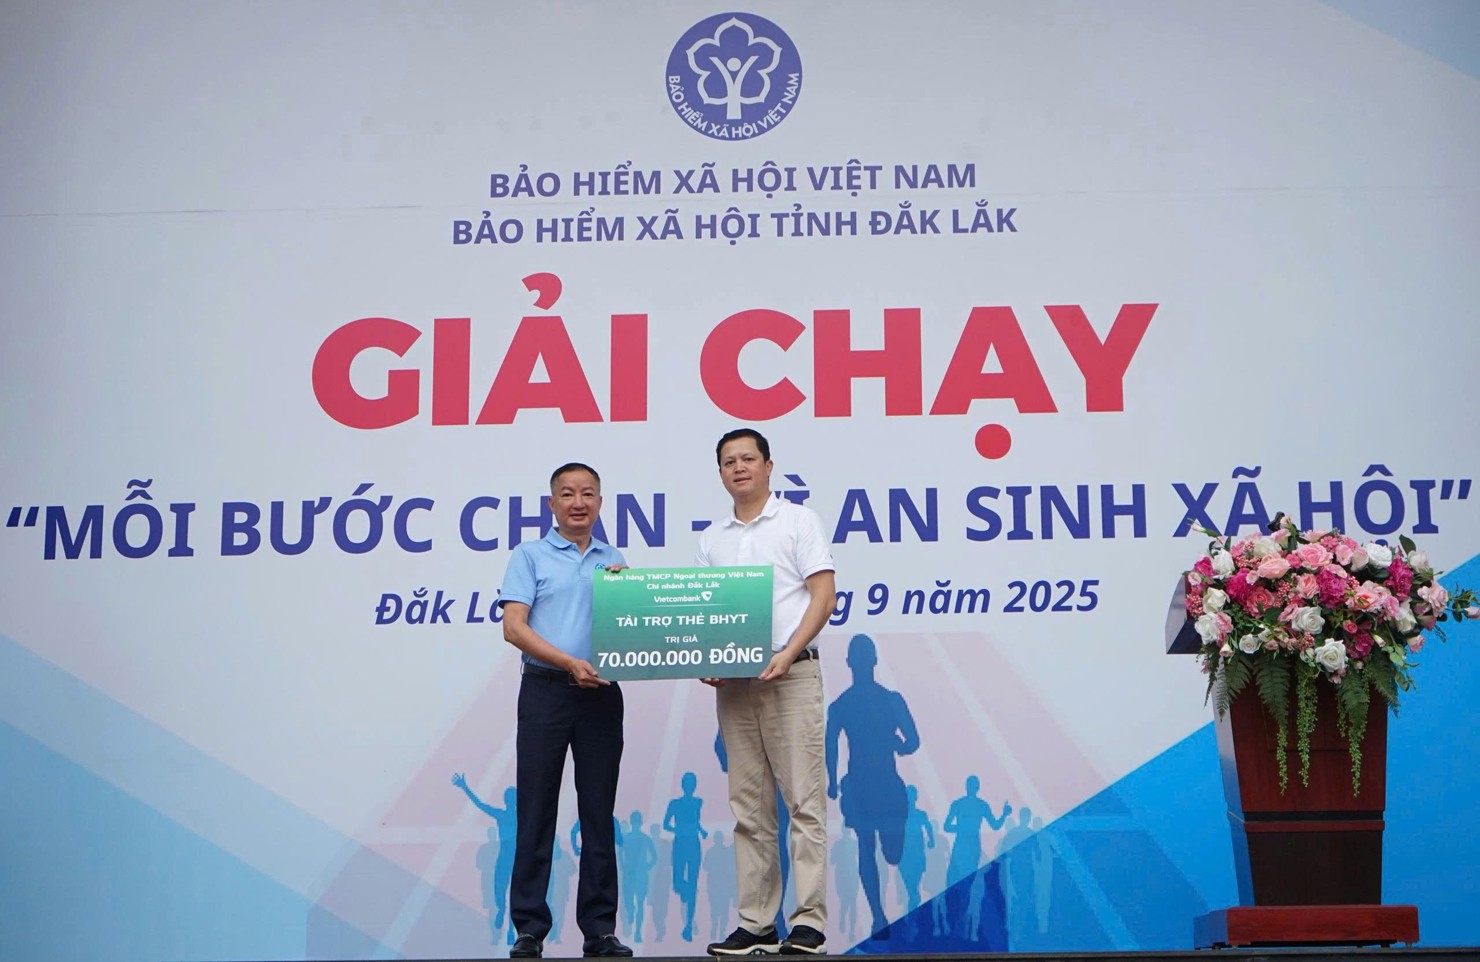 BẢO HIỂM XÃ HỘI VIỆT NAM
BẢO HIỂM XÃ HỘI VIỆT NAM
BẢO HIỂM XÃ HỘI TỈNH ĐẮK LẮK
GIẢI CHẠY
“MỖI BƯỚC CHÂN - VÌ AN SINH XÃ HỘI”
Đắk 9 năm 2025
Ngân hàng TMCP Ngoại thương Việt Nam
Chi nhánh Đắk Lắk
Vietcombank
TÀI TRỢ THẺ BHYT
TRỊ GIÁ
70.000.000 ĐỒNG